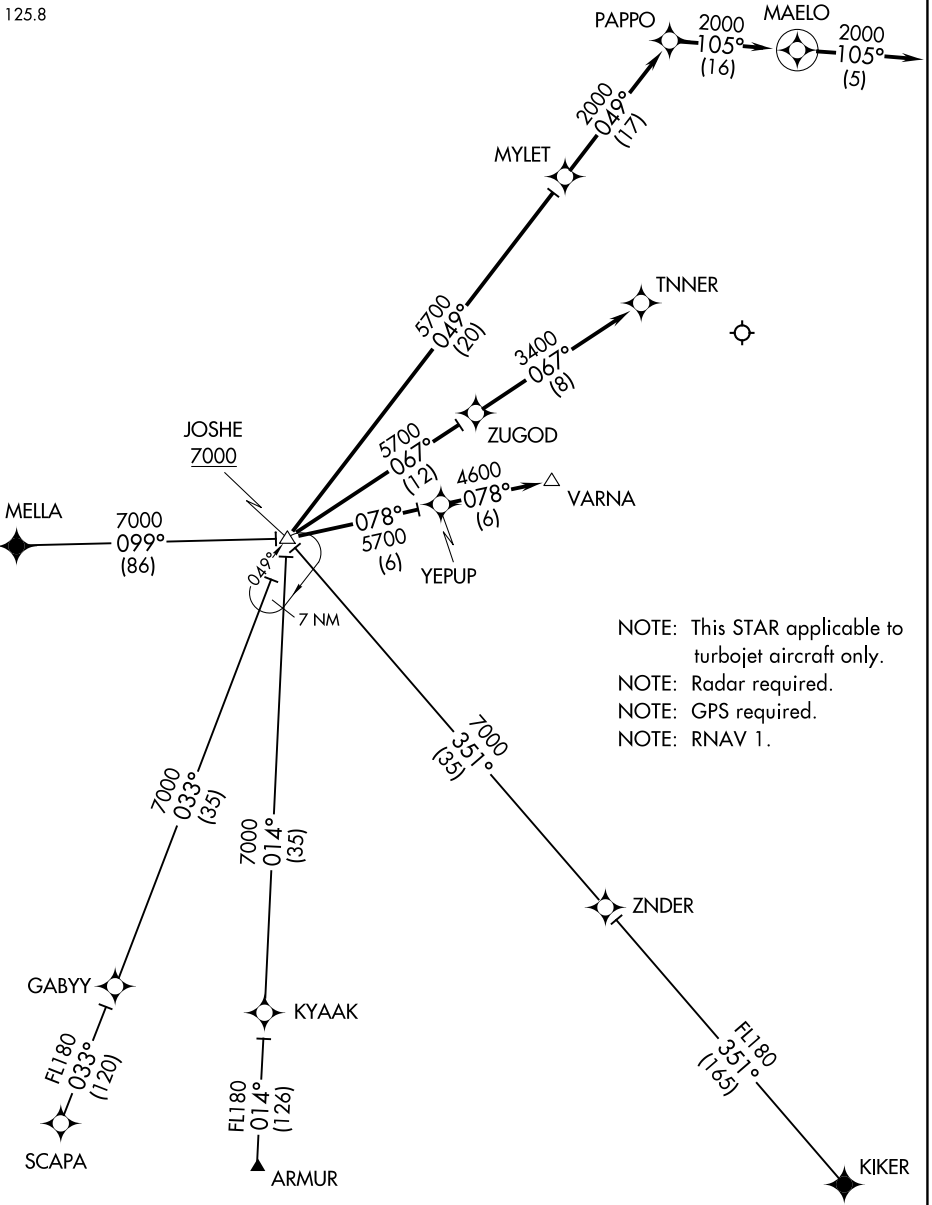 125.8
PAPPO
2000
105°
(16)
MAELO
2000
105°
(5)
2000
049°
(17)
MYLET
5700
049°
(20)
TNNER
3400
067°
(8)
ZUGOD
5700
067°
(12)
JOSHE
7000
4600
078°
(6)
VARNA
078°
5700
(6)
YEPUP
MELLA
7000
099°
(86)
049°
7 NM
NOTE: This STAR applicable to
turbojet aircraft only.
NOTE: Radar required.
NOTE: GPS required.
NOTE: RNAV 1.
7000
351°
(35)
7000
033°
(35)
7000
014°
(35)
ZNDER
GABYY
KYAAK
FL180
033°
(120)
FL180
014°
(126)
FL180
351°
(165)
SCAPA
ARMUR
KIKER